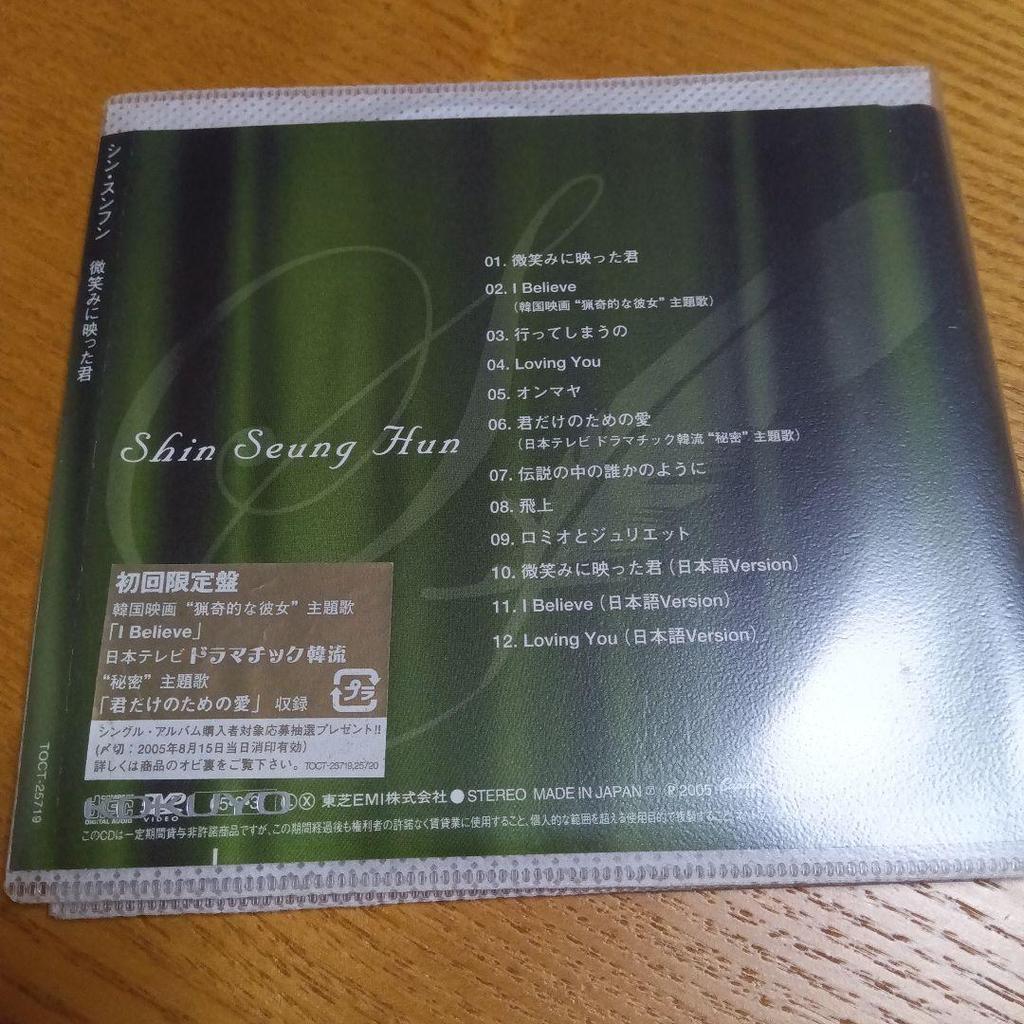 シン・スンフン 微笑みに映った君
01. 微笑みに映った君
02. I Believe
(韓国映画 “猟奇的な彼女” 主題歌)
03. 行ってしまうの
04. Loving You
05. オンマヤ
06. 君だけのための愛
(日本テレビ ドラマチック韓流 “秘密” 主題歌)
07. 伝説の中の誰かのように
08. 飛上
09. ロミオとジュリエット
10. 微笑みに映った君 (日本語Version)
11. I Believe (日本語Version)
12. Loving You (日本語Version)
Shin Seung Hun
初回限定盤
韓国映画 “猟奇的な彼女” 主題歌
「I Believe」
日本テレビ ドラマチック韓流
“秘密” 主題歌
「君だけのための愛」 収録
プラ
シングル・アルバム購入者対象応募抽選プレゼント!!
(〆切：2005年8月15日当日消印有効)
詳しくは商品のオビ裏をご覧下さい。 TOCT-25719,25720
TOCT-25719
DIGITAL AUDIO VIDEO Ⓧ 東芝EMI株式会社 ● STEREO MADE IN JAPAN ℗ 2005
このCDは一定期間貸与非許諾商品ですが、この期間経過後も権利者の許諾なく賃貸業に使用すること、個人的な範囲を超える使用目的で複製すること、